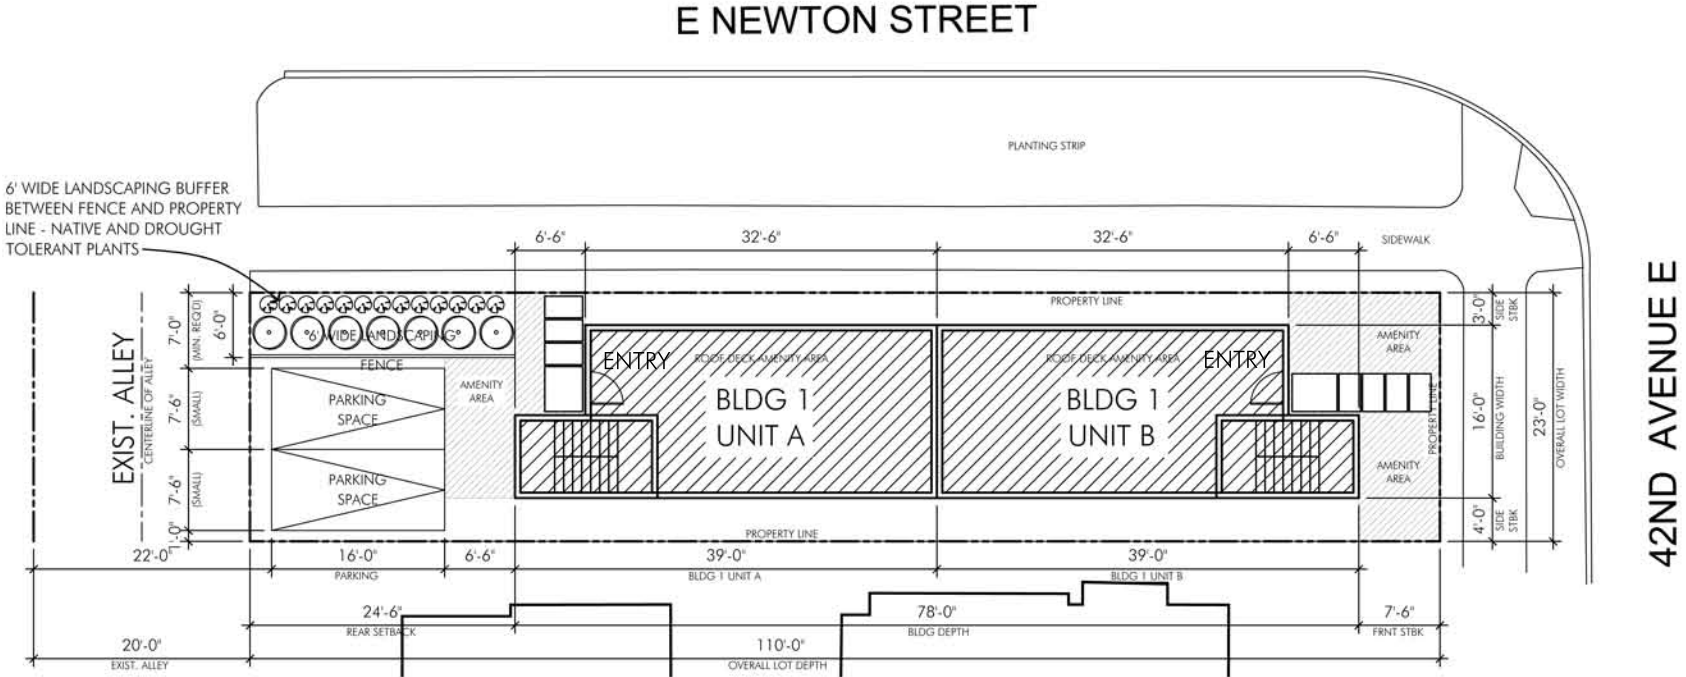 E NEWTON STREET
PLANTING STRIP
6' WIDE LANDSCAPING BUFFER
BETWEEN FENCE AND PROPERTY
LINE - NATIVE AND DROUGHT
TOLERANT PLANTS
6'-6"
32'-6"
32'-6"
6'-6"
SIDEWALK
EXIST. ALLEY
CENTERLINE OF ALLEY
7'-0"
(MIN. REQ'D)
6'-0"
7'-6"
(SMALL)
7'-6"
(SMALL)
1'-0"
6' WIDE LANDSCAPING
FENCE
PARKING
SPACE
PARKING
SPACE
AMENITY
AREA
PROPERTY LINE
ENTRY
ROOF DECK AMENITY AREA
BLDG 1
UNIT A
ROOF DECK AMENITY AREA
ENTRY
BLDG 1
UNIT B
AMENITY
AREA
PROPERTY LINE
AMENITY
AREA
3'-0"
SIDE
STBK
16'-0"
BUILDING WIDTH
4'-0"
SIDE
STBK
23'-0"
OVERALL LOT WIDTH
42ND AVENUE E
PROPERTY LINE
22'-0"
16'-0"
PARKING
6'-6"
39'-0"
BLDG 1 UNIT A
39'-0"
BLDG 1 UNIT B
24'-6"
REAR SETBACK
78'-0"
BLDG DEPTH
7'-6"
FRNT STBK
20'-0"
EXIST. ALLEY
110'-0"
OVERALL LOT DEPTH